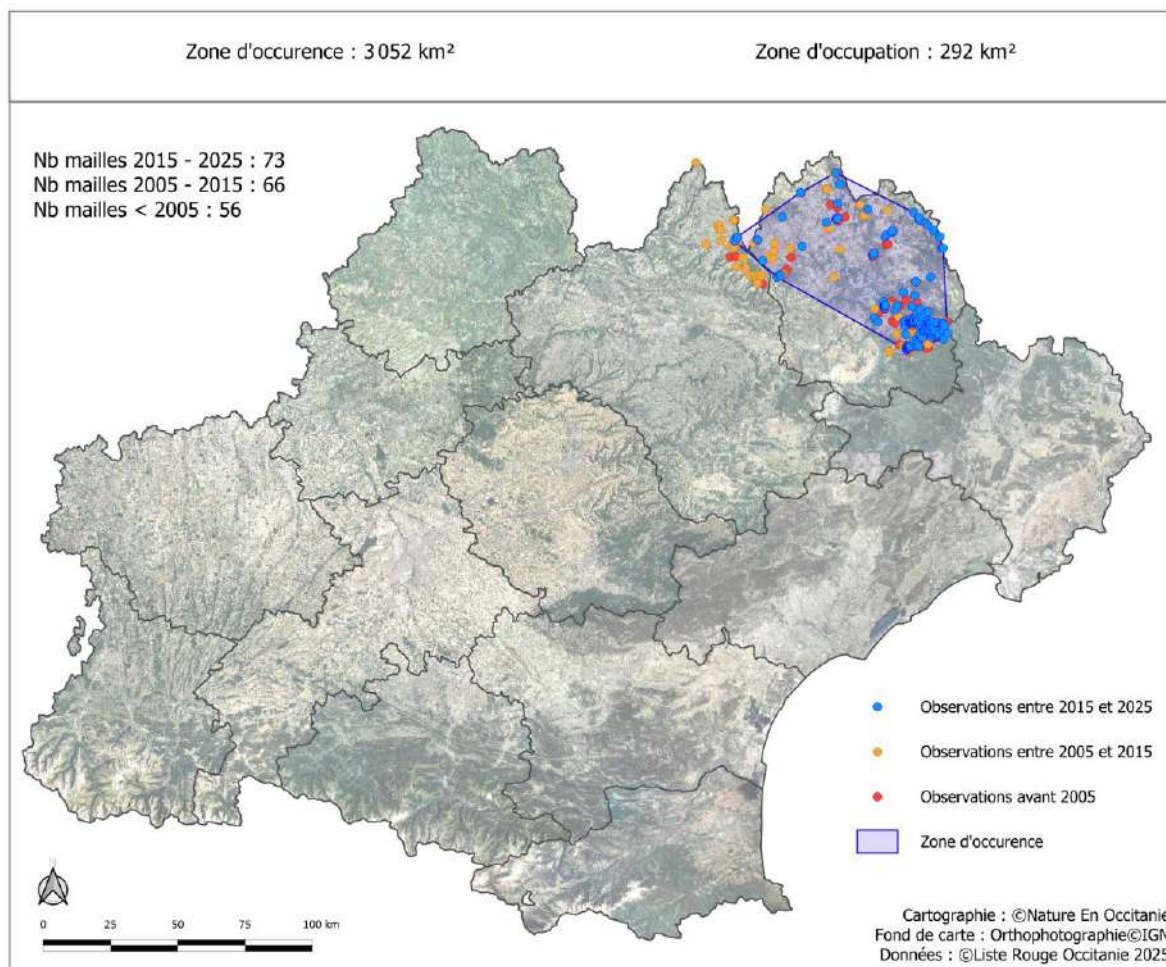 Zone d'occurence : 3 052 km²
Zone d'occupation : 292 km²
Nb mailles 2015 - 2025 : 73
Nb mailles 2005 - 2015 : 66
Nb mailles < 2005 : 56
Observations entre 2015 et 2025
Observations entre 2005 et 2015
Observations avant 2005
Zone d'occurence
N
0 25 50 75 100 km
Cartographie : ©Nature En Occitanie
Fond de carte : Orthophotographie©IGN
Données : ©Liste Rouge Occitanie 2025